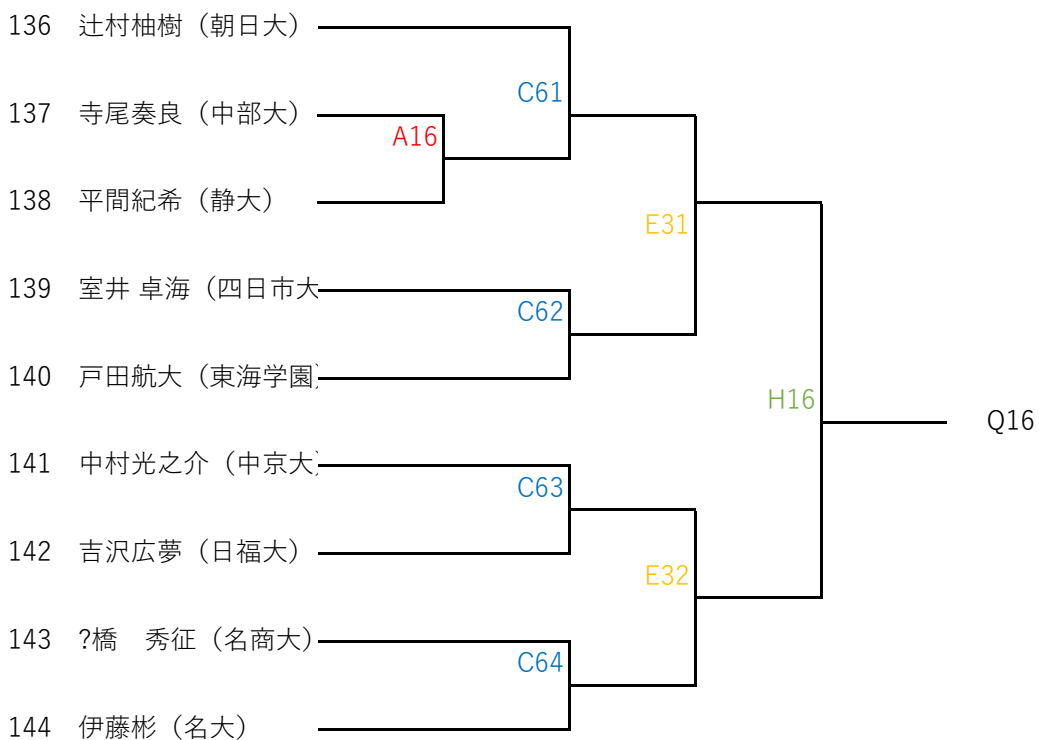 136 辻村柚樹（朝日大）
C61
137 寺尾奏良（中部大）
A16
138 平間紀希（静大）
E31
139 室井 卓海（四日市大
C62
140 戸田航大（東海学園）
H16
Q16
141 中村光之介（中京大）
C63
142 吉沢広夢（日福大）
E32
143 ?橋　秀征（名商大）
C64
144 伊藤彬（名大）